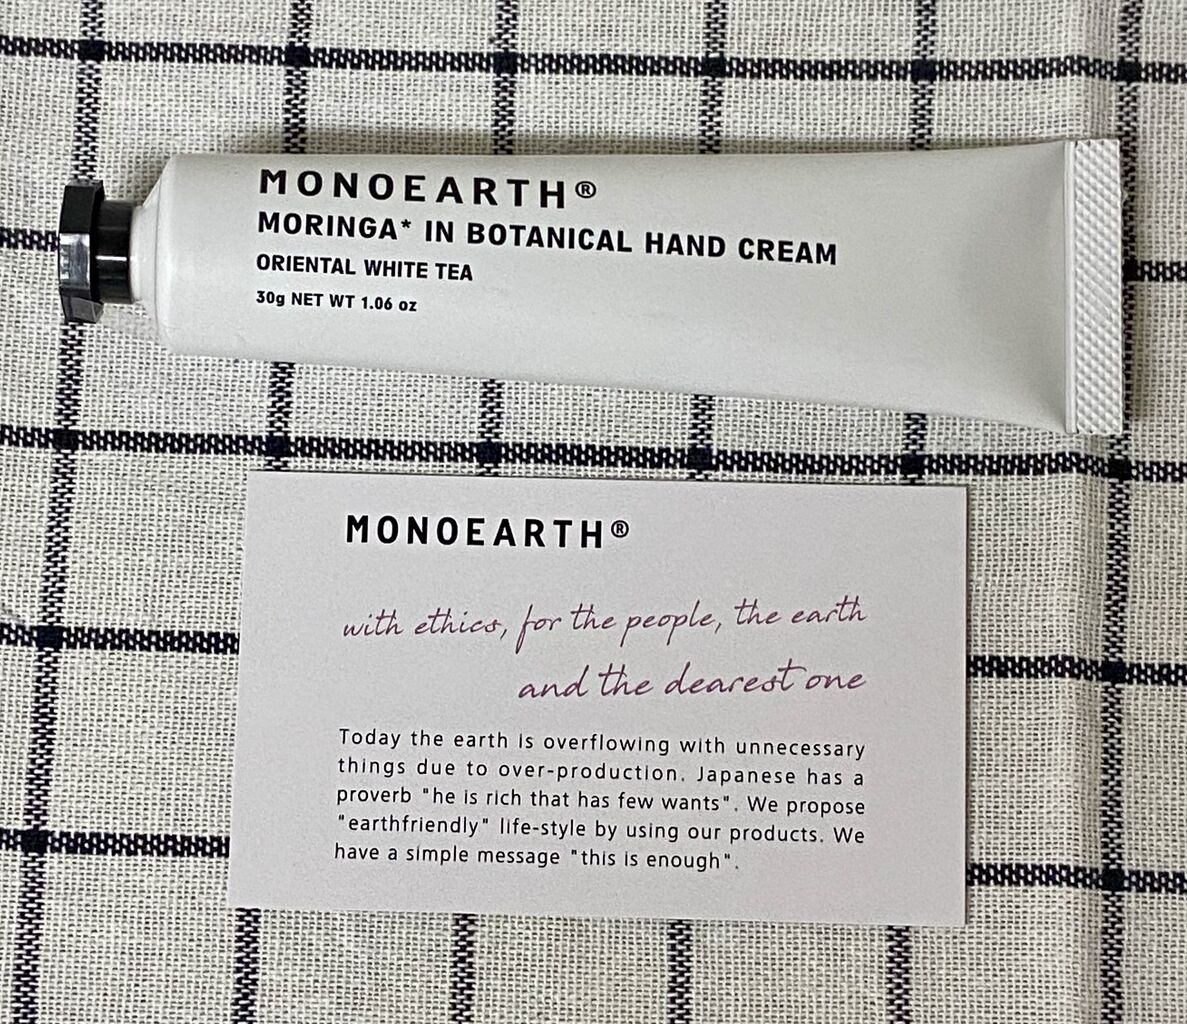 MONOEARTH®
MORINGA* IN BOTANICAL HAND CREAM
ORIENTAL WHITE TEA
30g NET WT 1.06 oz
MONOEARTH®
with ethics, for the people, the earth
and the dearest one
Today the earth is overflowing with unnecessary
things due to over-production. Japanese has a
proverb "he is rich that has few wants". We propose
"earthfriendly" life-style by using our products. We
have a simple message "this is enough".